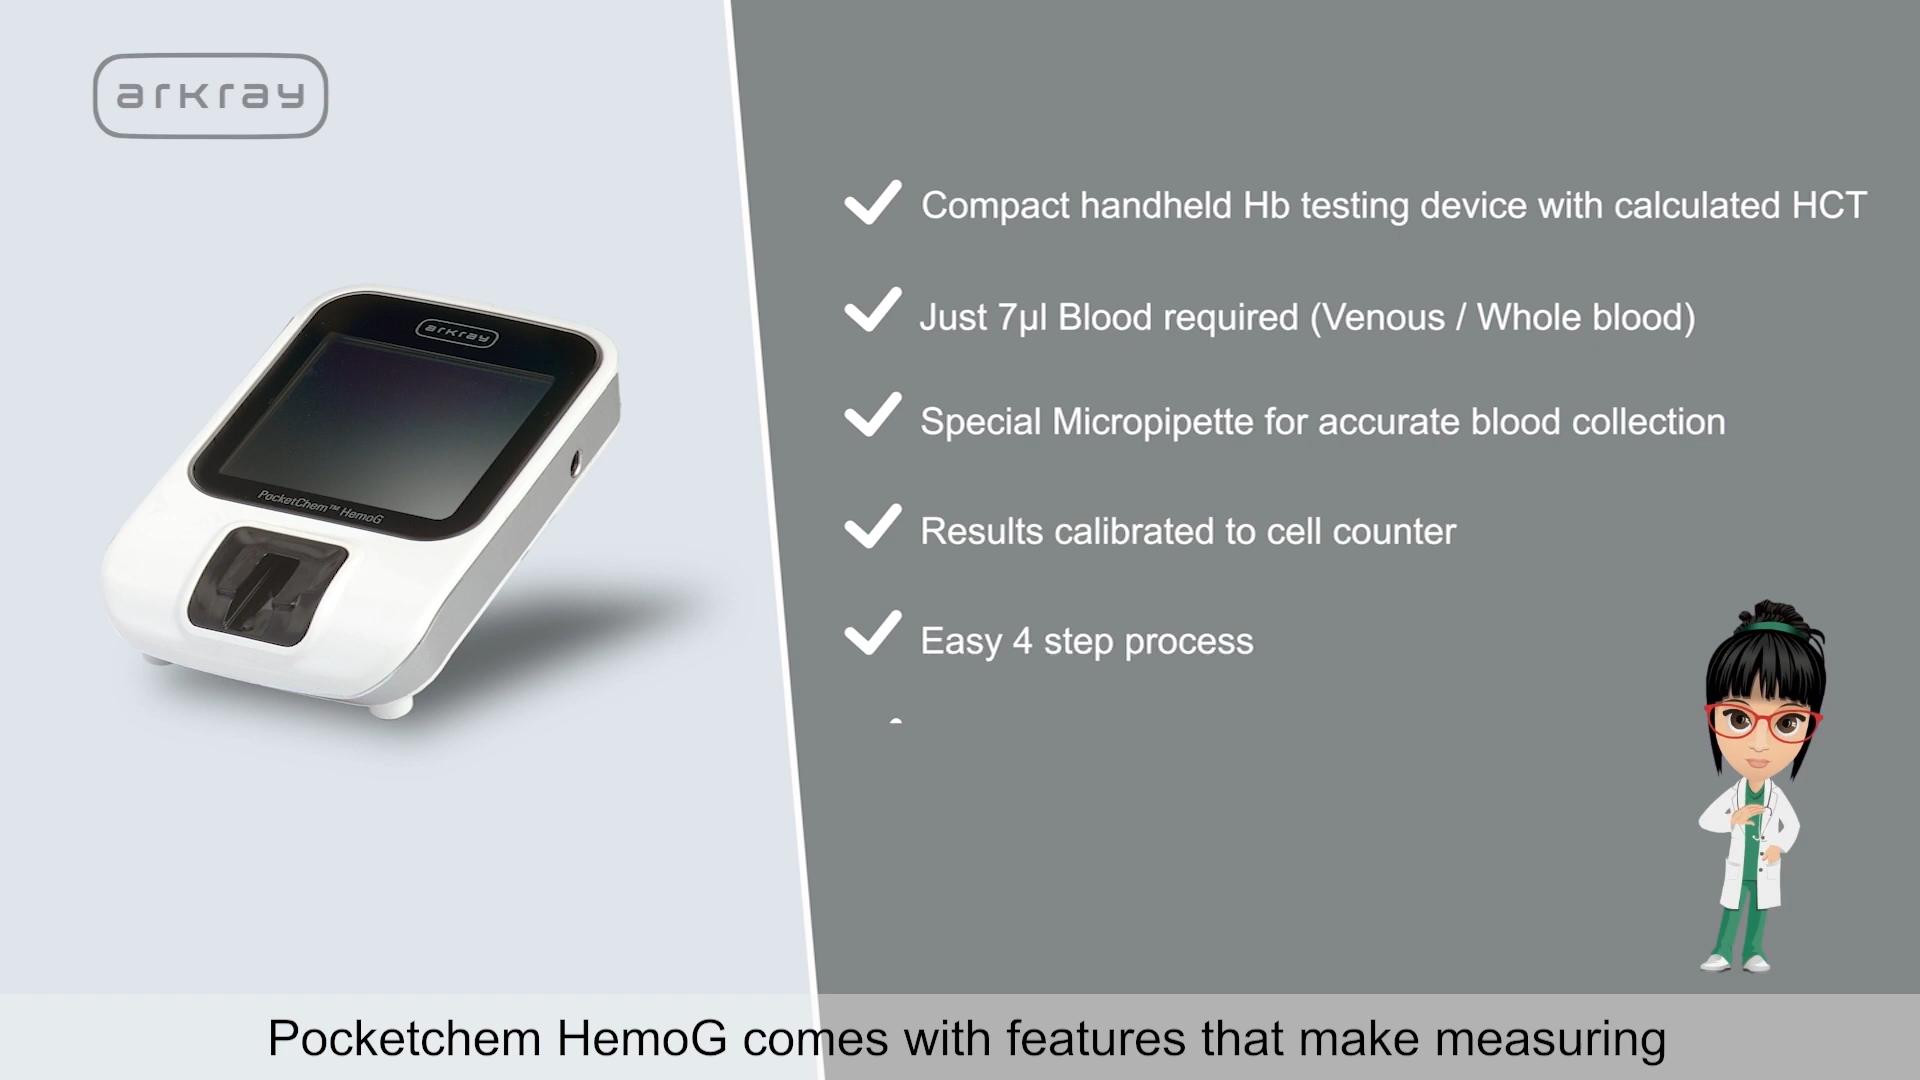 arkray
arkray
PocketChem™ HemoG
Compact handheld Hb testing device with calculated HCT
Just 7µl Blood required (Venous / Whole blood)
Special Micropipette for accurate blood collection
Results calibrated to cell counter
Easy 4 step process
Pocketchem HemoG comes with features that make measuring